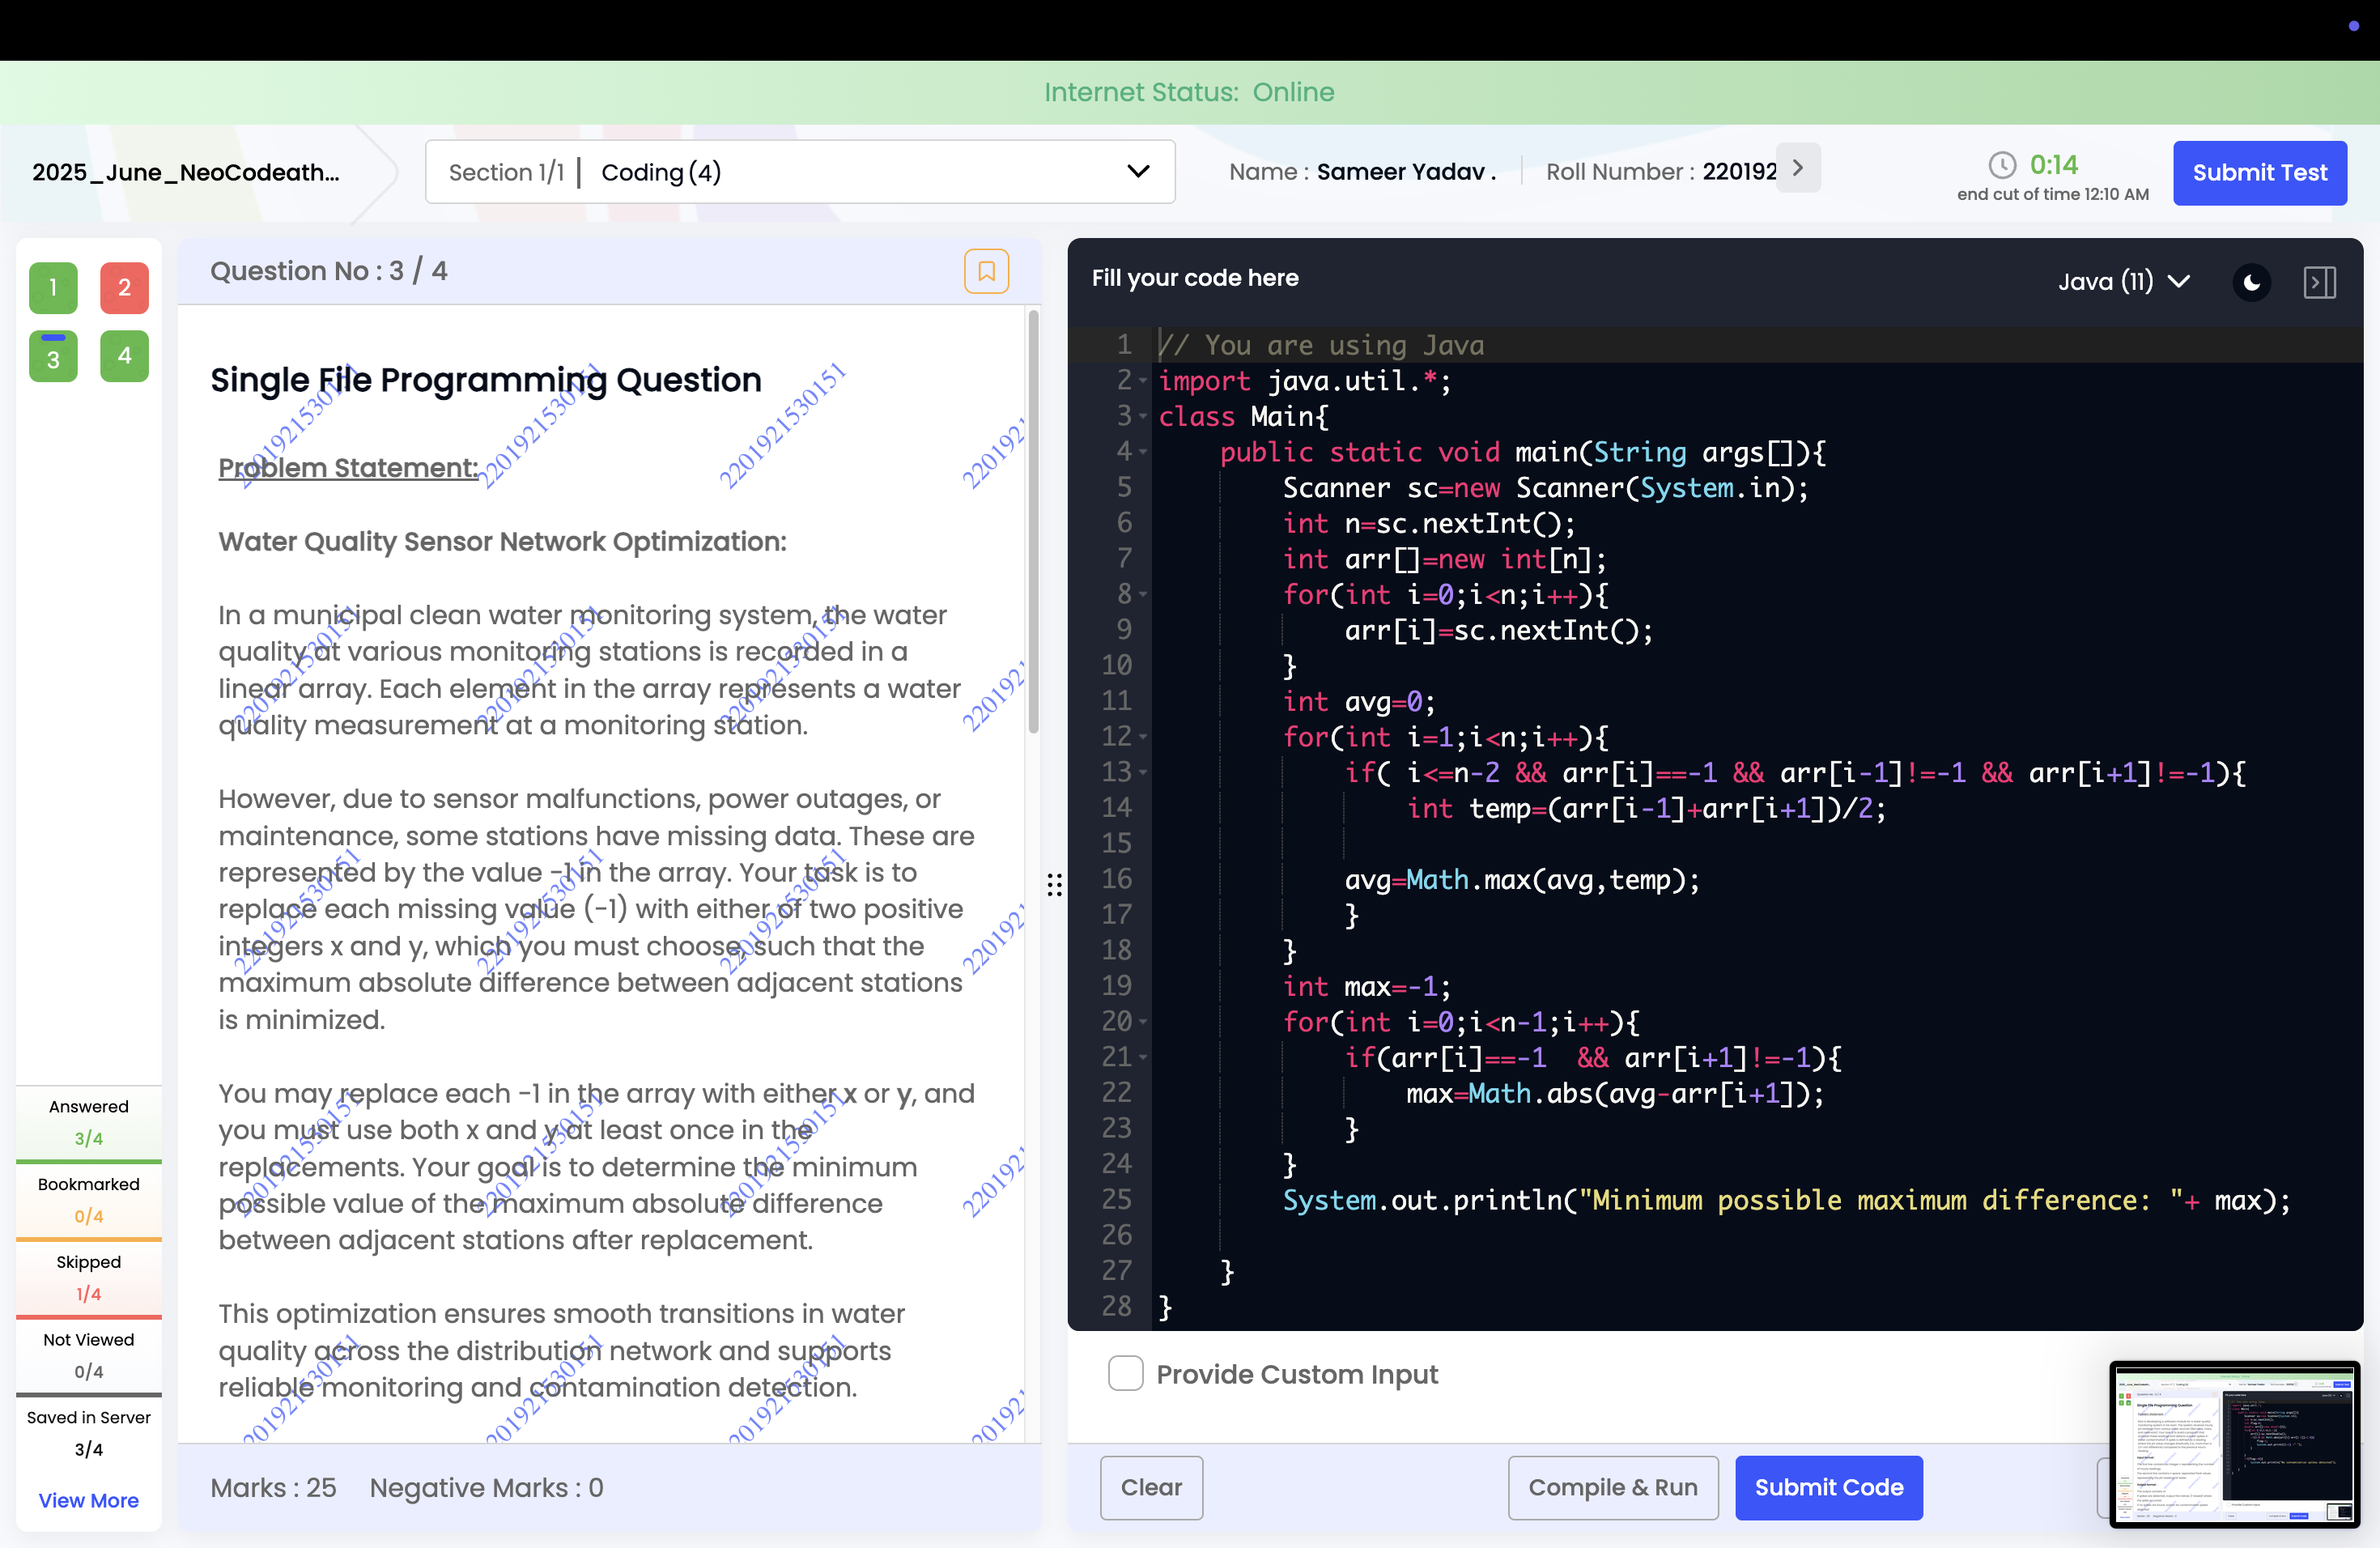 Internet Status: Online
2025_June_NeoCodeath...
Section 1/1 | Coding (4)
Name : Sameer Yadav .
Roll Number : 220192
0:14
end cut of time 12:10 AM
Submit Test
1 2
3 4
Answered
3/4
Bookmarked
0/4
Skipped
1/4
Not Viewed
0/4
Saved in Server
3/4
View More
Question No : 3 / 4
Single File Programming Question
Problem Statement:
Water Quality Sensor Network Optimization:
In a municipal clean water monitoring system, the water
quality at various monitoring stations is recorded in a
linear array. Each element in the array represents a water
quality measurement at a monitoring station.
However, due to sensor malfunctions, power outages, or
maintenance, some stations have missing data. These are
represented by the value -1 in the array. Your task is to
replace each missing value (-1) with either of two positive
integers x and y, which you must choose, such that the
maximum absolute difference between adjacent stations
is minimized.
You may replace each -1 in the array with either x or y, and
you must use both x and y at least once in the
replacements. Your goal is to determine the minimum
possible value of the maximum absolute difference
between adjacent stations after replacement.
This optimization ensures smooth transitions in water
quality across the distribution network and supports
reliable monitoring and contamination detection.
2201921530151
Marks : 25
Negative Marks : 0
Fill your code here
Java (11)
1 // You are using Java
2 import java.util.*;
3 class Main{
4 public static void main(String args[]){
5 Scanner sc=new Scanner(System.in);
6 int n=sc.nextInt();
7 int arr[]=new int[n];
8 for(int i=0;i<n;i++){
9 arr[i]=sc.nextInt();
10 }
11 int avg=0;
12 for(int i=1;i<n;i++){
13 if( i<=n-2 && arr[i]==-1 && arr[i-1]!=-1 && arr[i+1]!=-1){
14 int temp=(arr[i-1]+arr[i+1])/2;
15
16 avg=Math.max(avg,temp);
17 }
18 }
19 int max=-1;
20 for(int i=0;i<n-1;i++){
21 if(arr[i]==-1  && arr[i+1]!=-1){
22 max=Math.abs(avg-arr[i+1]);
23 }
24 }
25 System.out.println("Minimum possible maximum difference: "+ max);
26
27 }
28 }
Provide Custom Input
Clear
Compile & Run
Submit Code